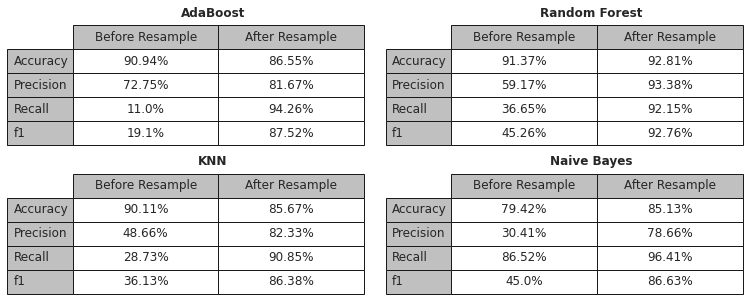 AdaBoost
Before Resample After Resample
Accuracy 90.94% 86.55%
Precision 72.75% 81.67%
Recall 11.0% 94.26%
f1 19.1% 87.52%
Random Forest
Before Resample After Resample
Accuracy 91.37% 92.81%
Precision 59.17% 93.38%
Recall 36.65% 92.15%
f1 45.26% 92.76%
KNN
Before Resample After Resample
Accuracy 90.11% 85.67%
Precision 48.66% 82.33%
Recall 28.73% 90.85%
f1 36.13% 86.38%
Naive Bayes
Before Resample After Resample
Accuracy 79.42% 85.13%
Precision 30.41% 78.66%
Recall 86.52% 96.41%
f1 45.0% 86.63%